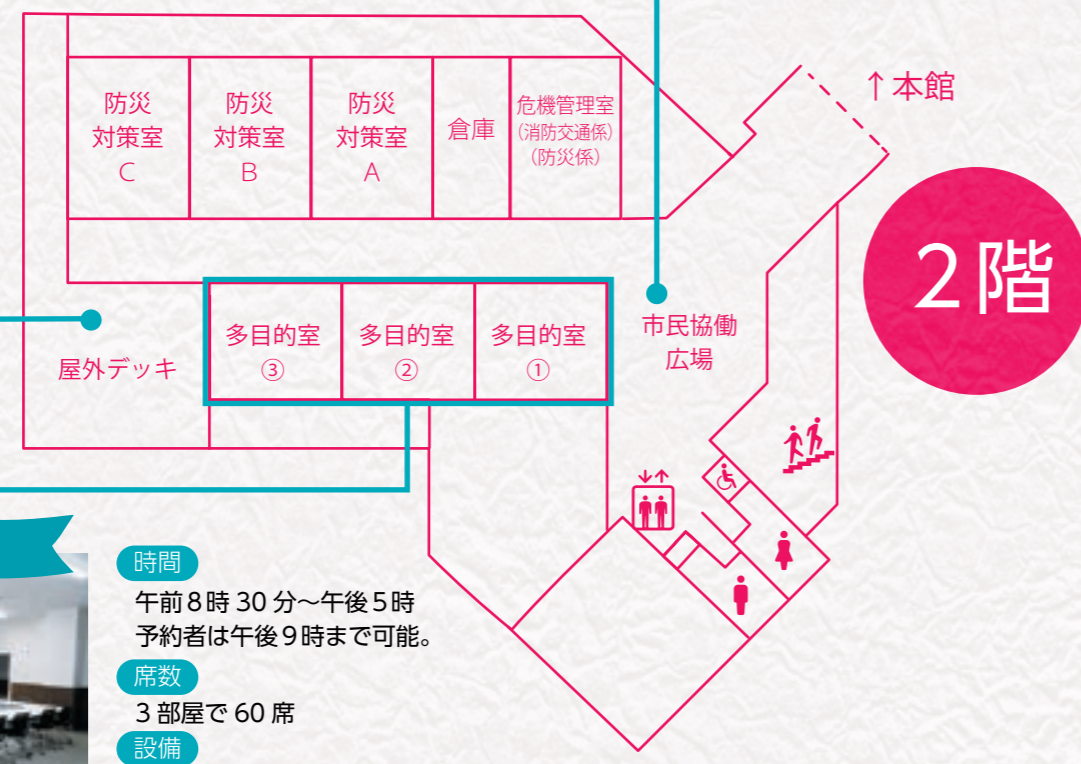 ↑本館
2階
防災
対策室
C
防災
対策室
B
防災
対策室
A
倉庫
危機管理室
(消防交通係)
(防災係)
屋外デッキ
多目的室
③
多目的室
②
多目的室
①
市民協働
広場
時間
午前8時30分～午後5時
予約者は午後9時まで可能。
席数
3部屋で60席
設備